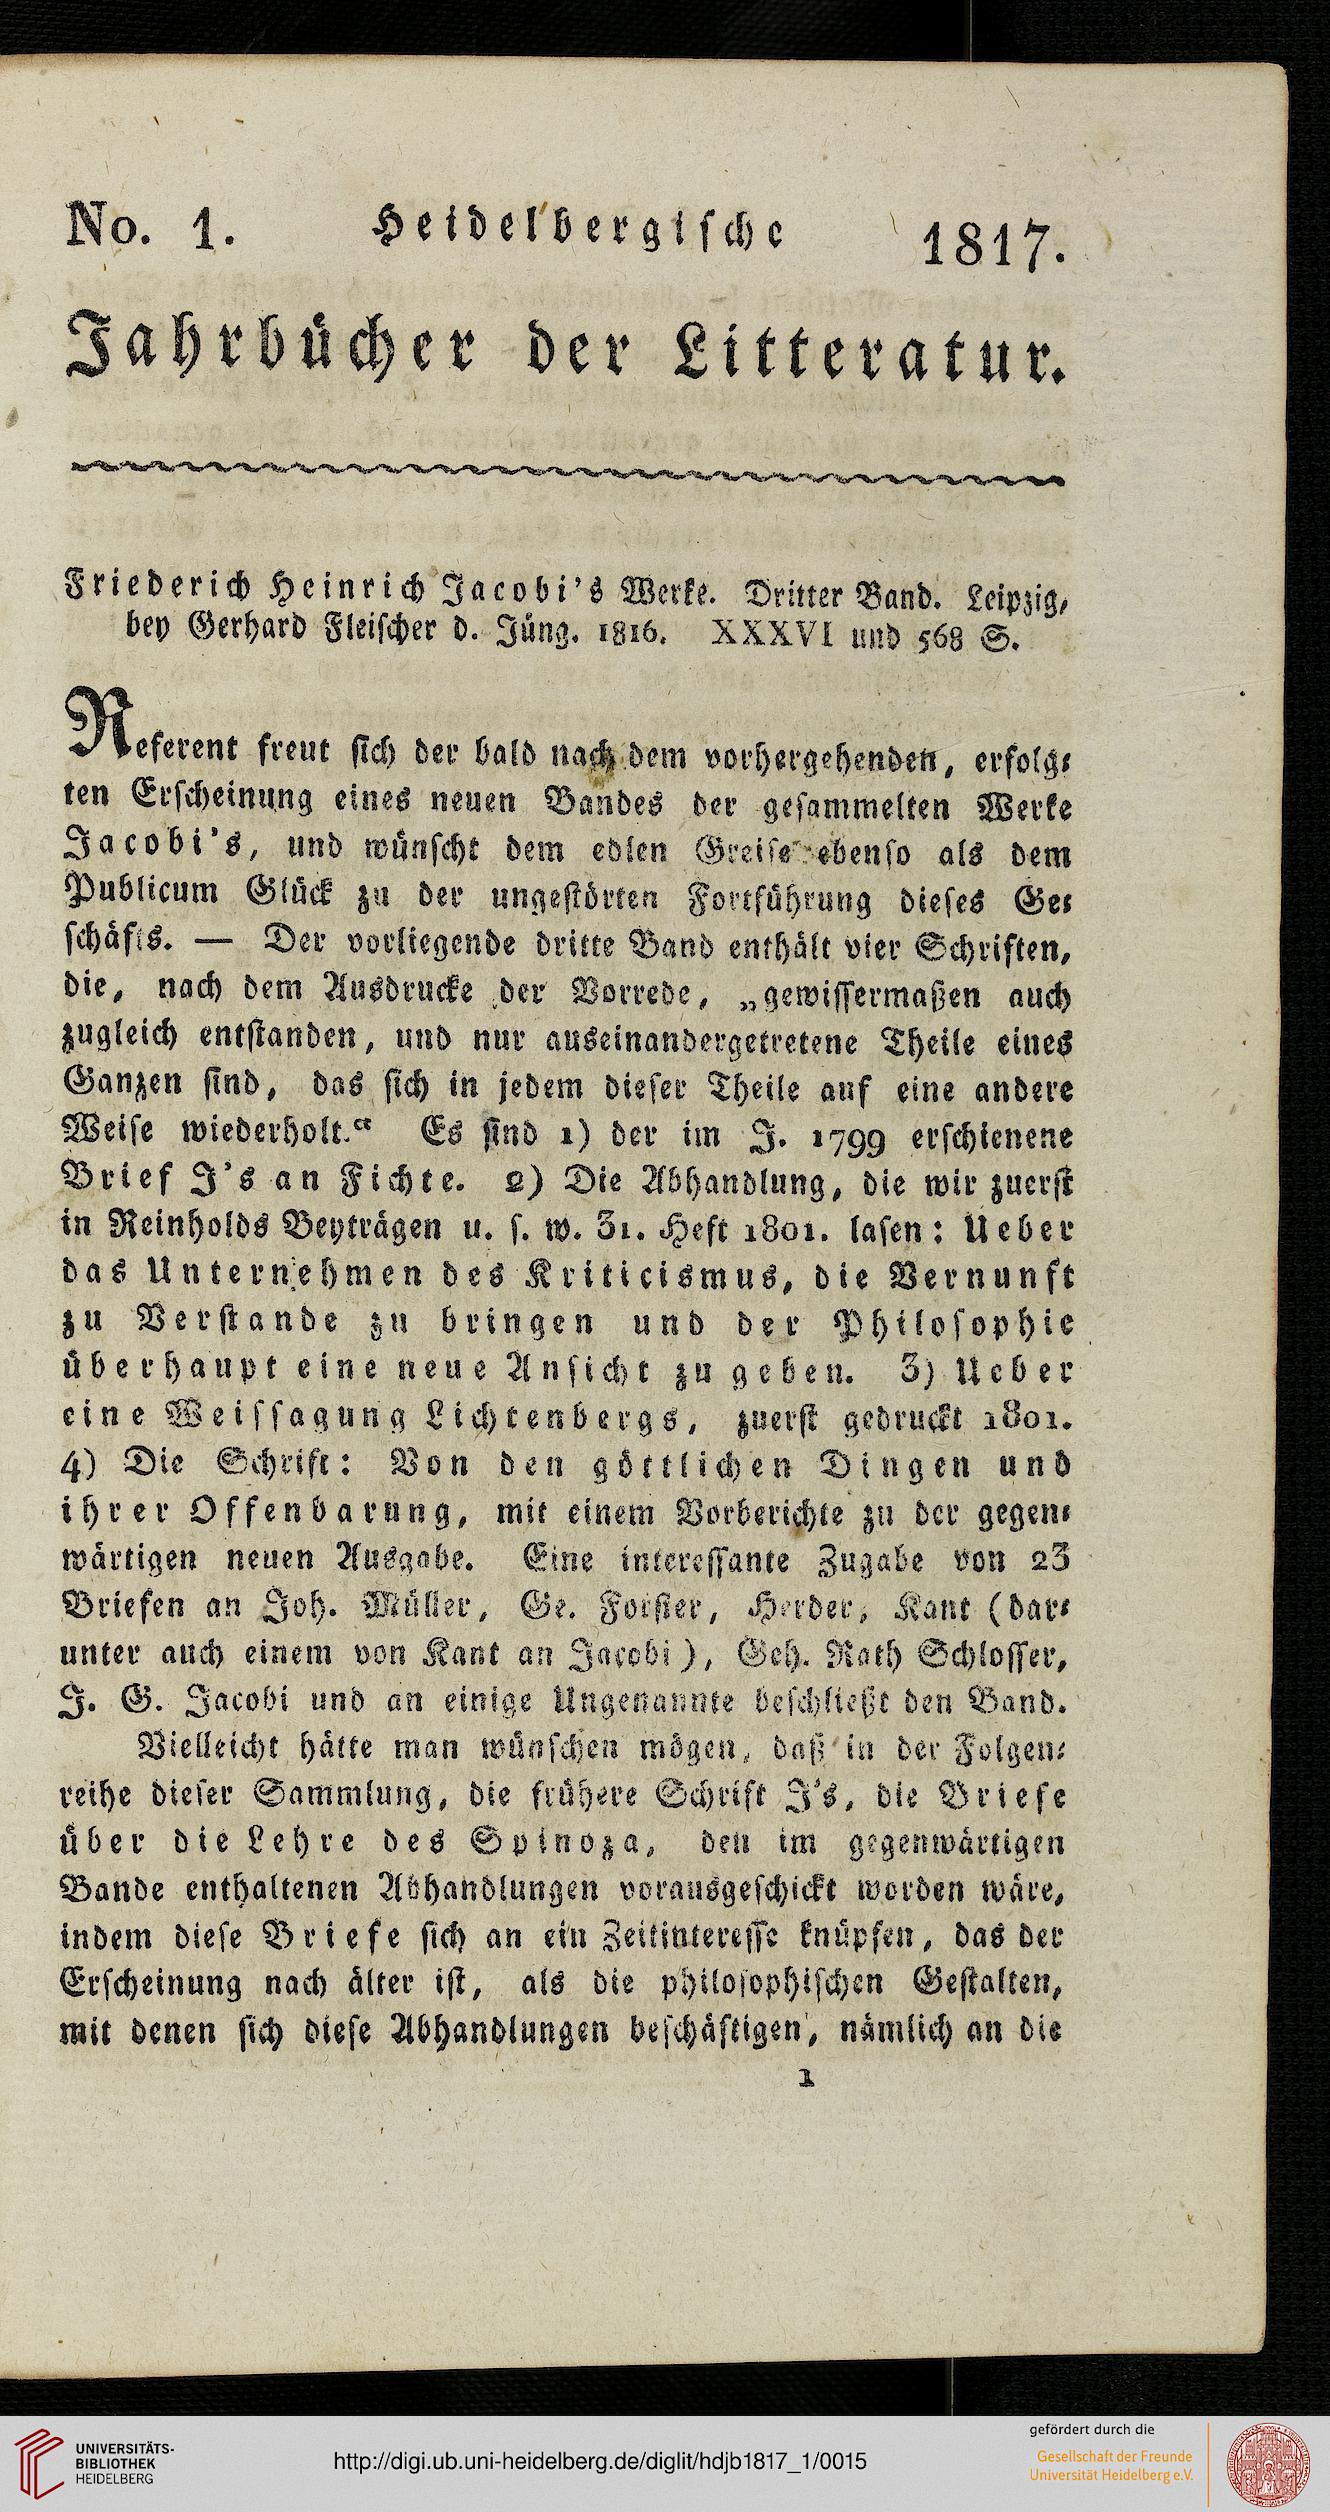 No. 1. Heidelbergische 1817.
Jahrbücher der Litteratur.
Friederich Heinrich Jacobi's Werke. Dritter Band. Leipzig,
bey Gerhard Fleischer d. Jüng. 1816. XXXVI und 568 S.
Referent freut sich der bald nach dem vorhergehenden, erfolg-
ten Erscheinung eines neuen Bandes der gesammelten Werke
Jacobi's, und wünscht dem edlen Greise ebenso als dem
Publicum Glück zu der ungestörten Fortführung dieses Ge-
schäfts. — Der vorliegende dritte Band enthält vier Schriften,
die, nach dem Ausdrucke der Vorrede, „gewissermaßen auch
zugleich entstanden, und nur auseinandergetretene Theile eines
Ganzen sind, das sich in jedem dieser Theile auf eine andere
Weise wiederholt.“ Es sind 1) der im J. 1799 erschienene
Brief J's an Fichte. 2) Die Abhandlung, die wir zuerst
in Reinholds Beyträgen u. s. w. 31. Heft 1801. lasen: Ueber
das Unternehmen des Kriticismus, die Vernunft
zu Verstande zu bringen und der Philosophie
überhaupt eine neue Ansicht zu geben. 3) Ueber
eine Weissagung Lichtenbergs, zuerst gedruckt 1801.
4) Die Schrift: Von den göttlichen Dingen und
ihrer Offenbarung, mit einem Vorberichte zu der gegen-
wärtigen neuen Ausgabe. Eine interessante Zugabe von 23
Briefen an Joh. Müller, Ge. Forster, Herder, Kant (dar-
unter auch einem von Kant an Jacobi), Geh. Rath Schlosser,
J. G. Jacobi und an einige Ungenannte beschließt den Band.
Vielleicht hätte man wünschen mögen, daß in der Folgen-
reihe dieser Sammlung, die frühere Schrift J's, die Briefe
über die Lehre des Spinoza, den im gegenwärtigen
Bande enthaltenen Abhandlungen vorausgeschickt worden wäre,
indem diese Briefe sich an ein Zeitinteresse knüpfen, das der
Erscheinung nach älter ist, als die philosophischen Gestalten,
mit denen sich diese Abhandlungen beschäftigen, nämlich an die
1
UNIVERSITÄTS-
BIBLIOTHEK
HEIDELBERG
http://digi.ub.uni-heidelberg.de/diglit/hdjb1817_1/0015
gefördert durch die
Gesellschaft der Freunde
Universität Heidelberg e.V.